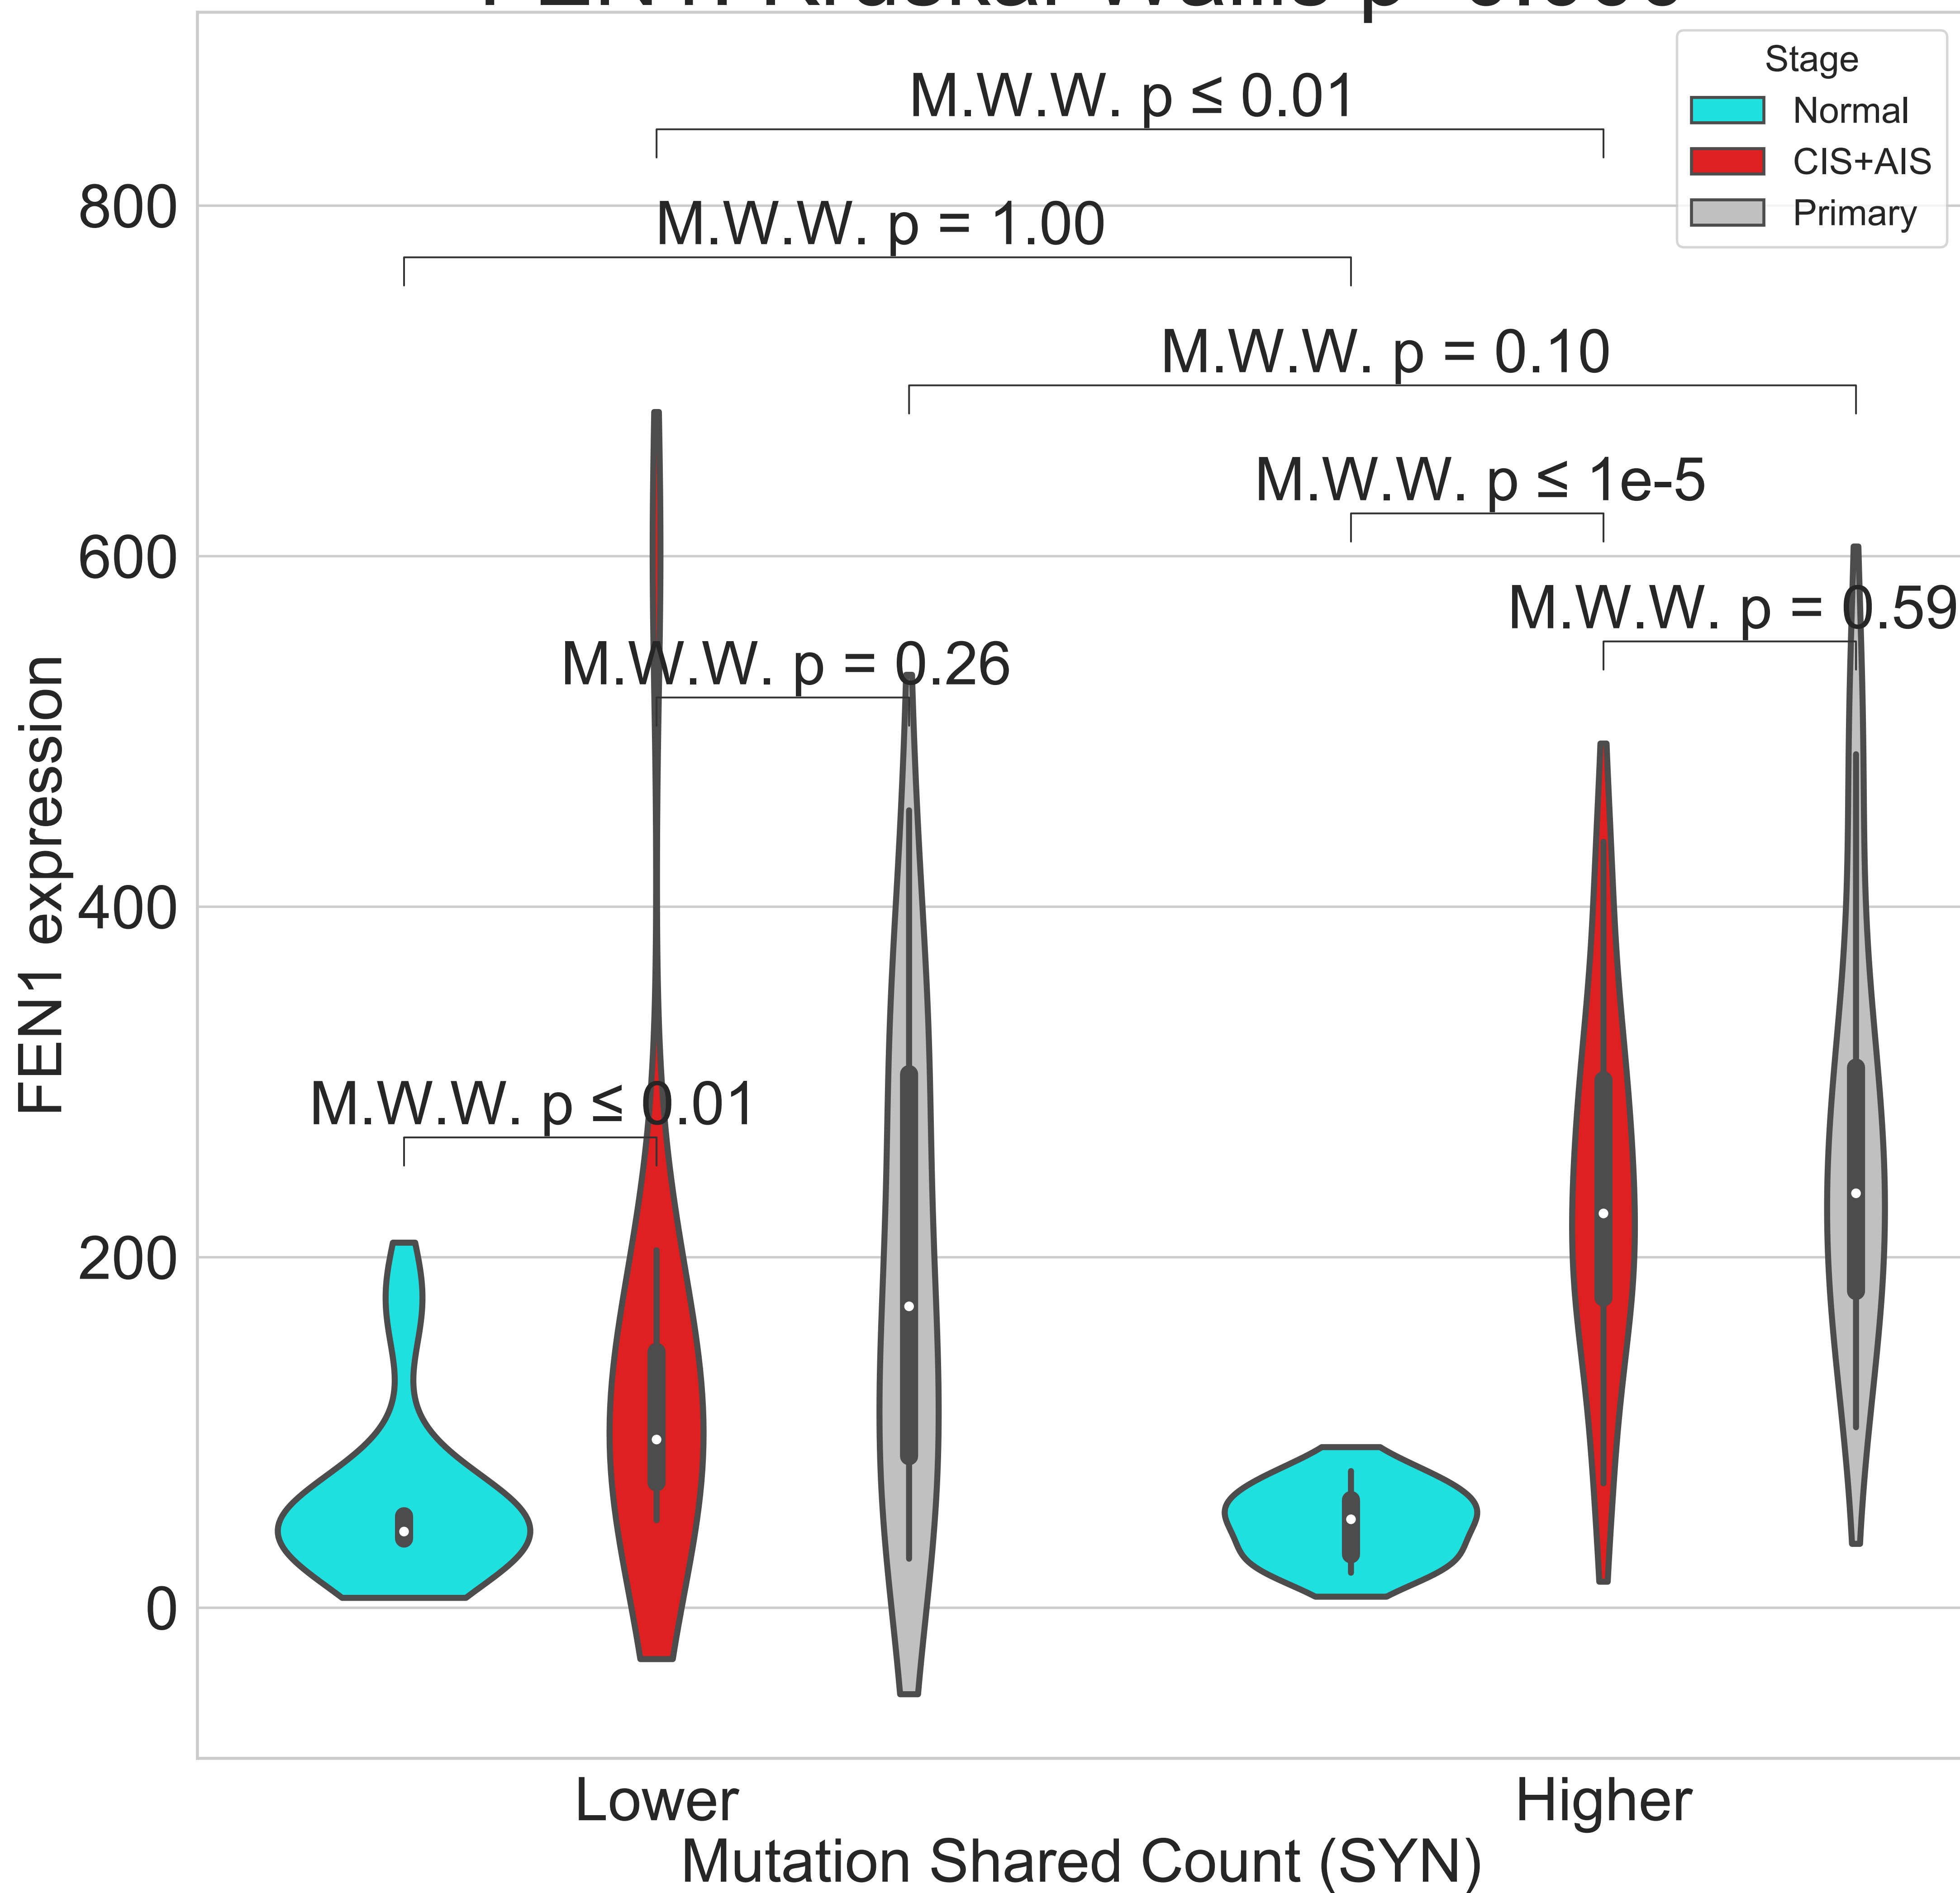 Stage
Normal
CIS+AIS
Primary
M.W.W. p ≤ 0.01
M.W.W. p = 1.00
M.W.W. p = 0.10
M.W.W. p ≤ 1e-5
M.W.W. p = 0.59
M.W.W. p = 0.26
M.W.W. p ≤ 0.01
800
600
400
200
0
FEN1 expression
Lower
Higher
Mutation Shared Count (SYN)